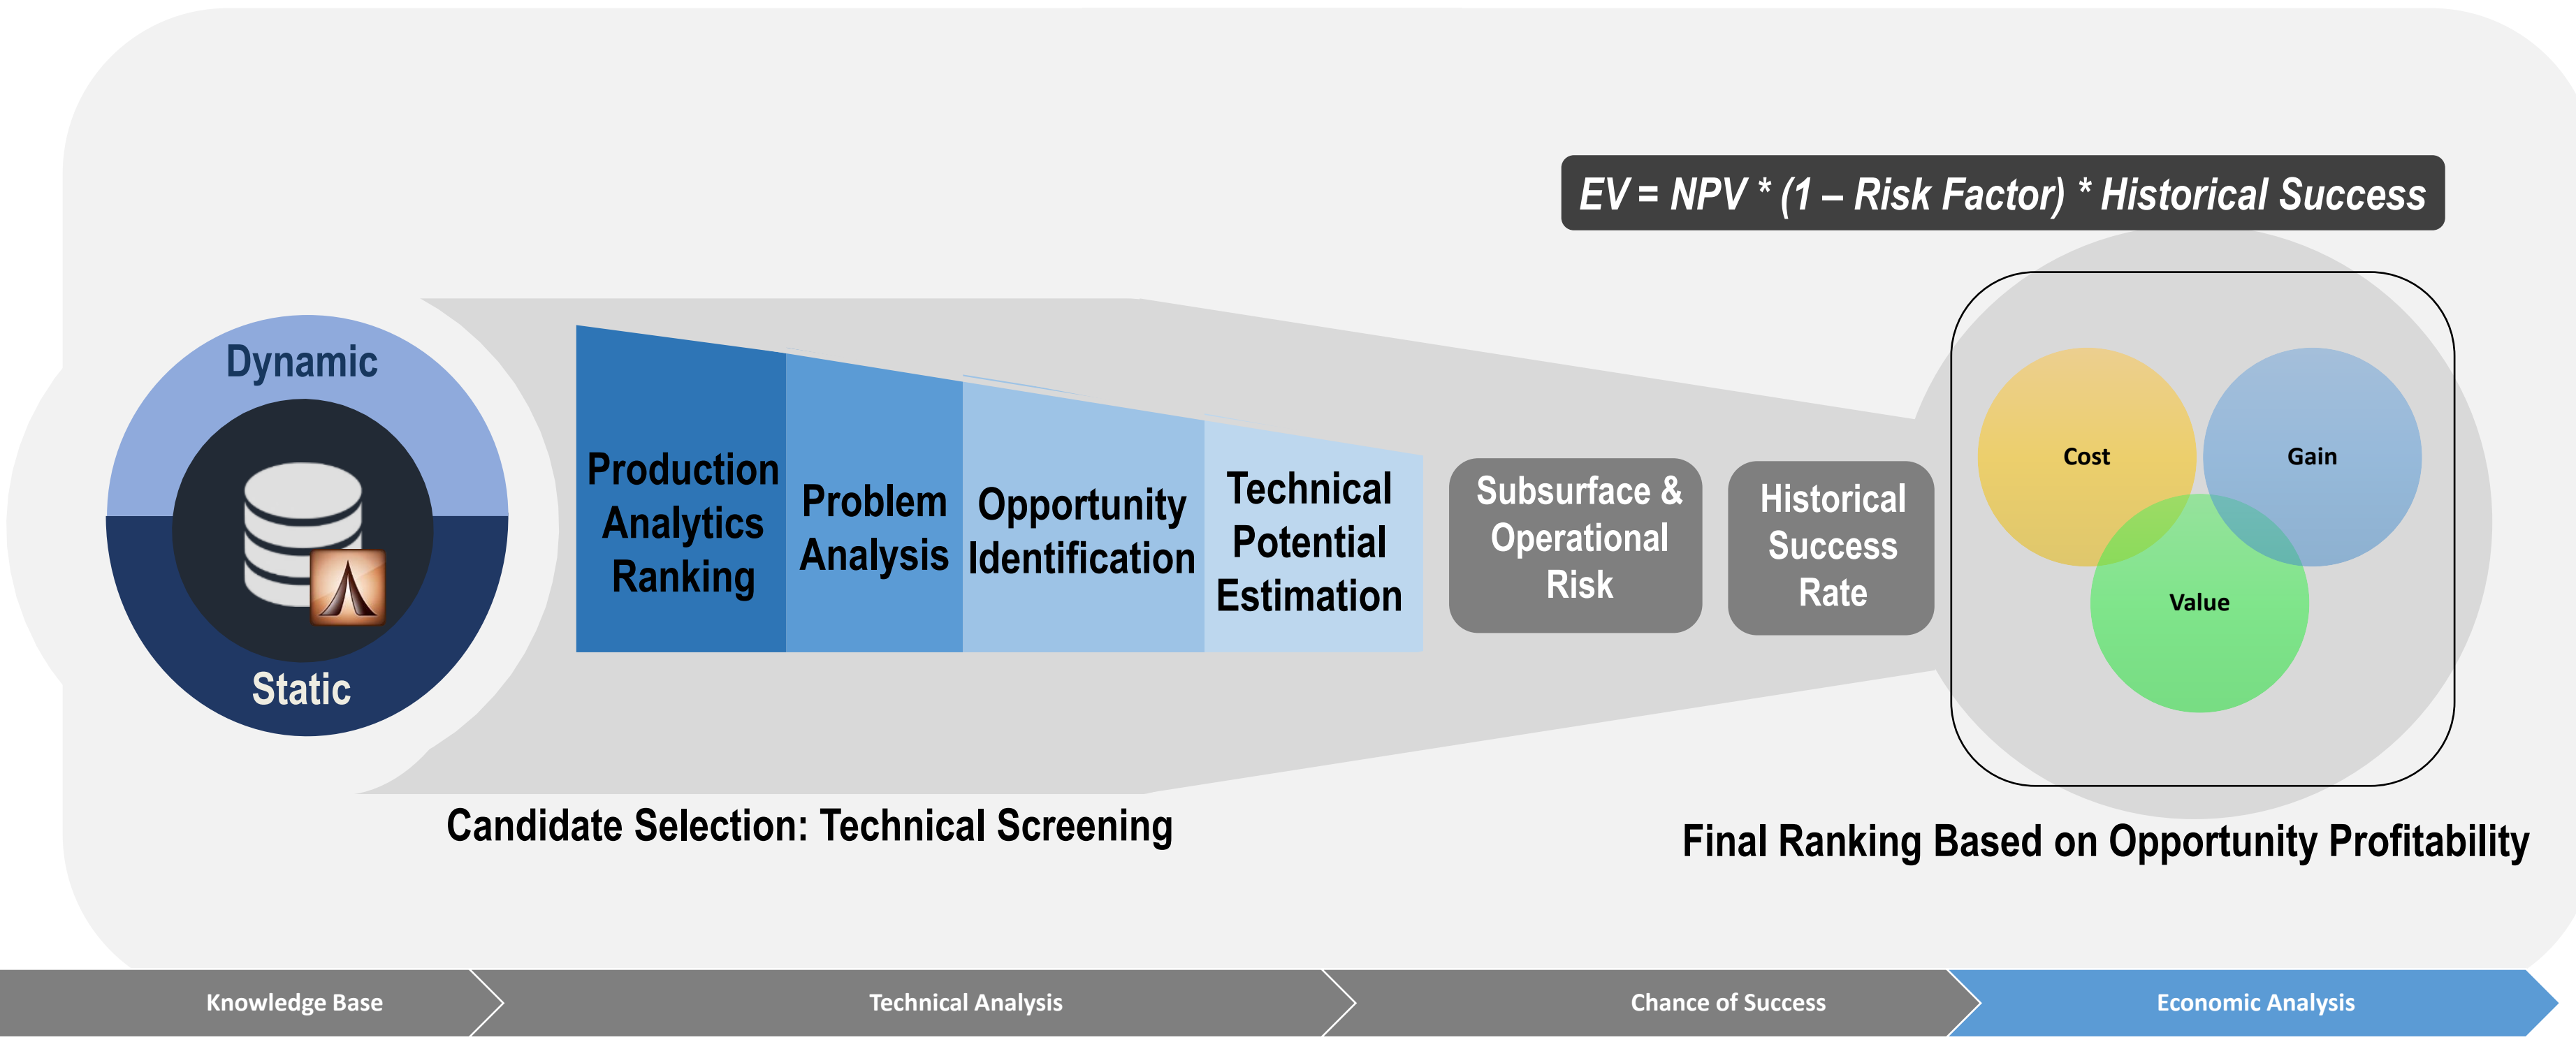 EV = NPV * (1 – Risk Factor) * Historical Success
Dynamic
Static
Production
Analytics
Ranking
Problem
Analysis
Opportunity
Identification
Technical
Potential
Estimation
Subsurface &
Operational
Risk
Historical
Success
Rate
Cost
Gain
Value
Candidate Selection: Technical Screening
Final Ranking Based on Opportunity Profitability
Knowledge Base
Technical Analysis
Chance of Success
Economic Analysis